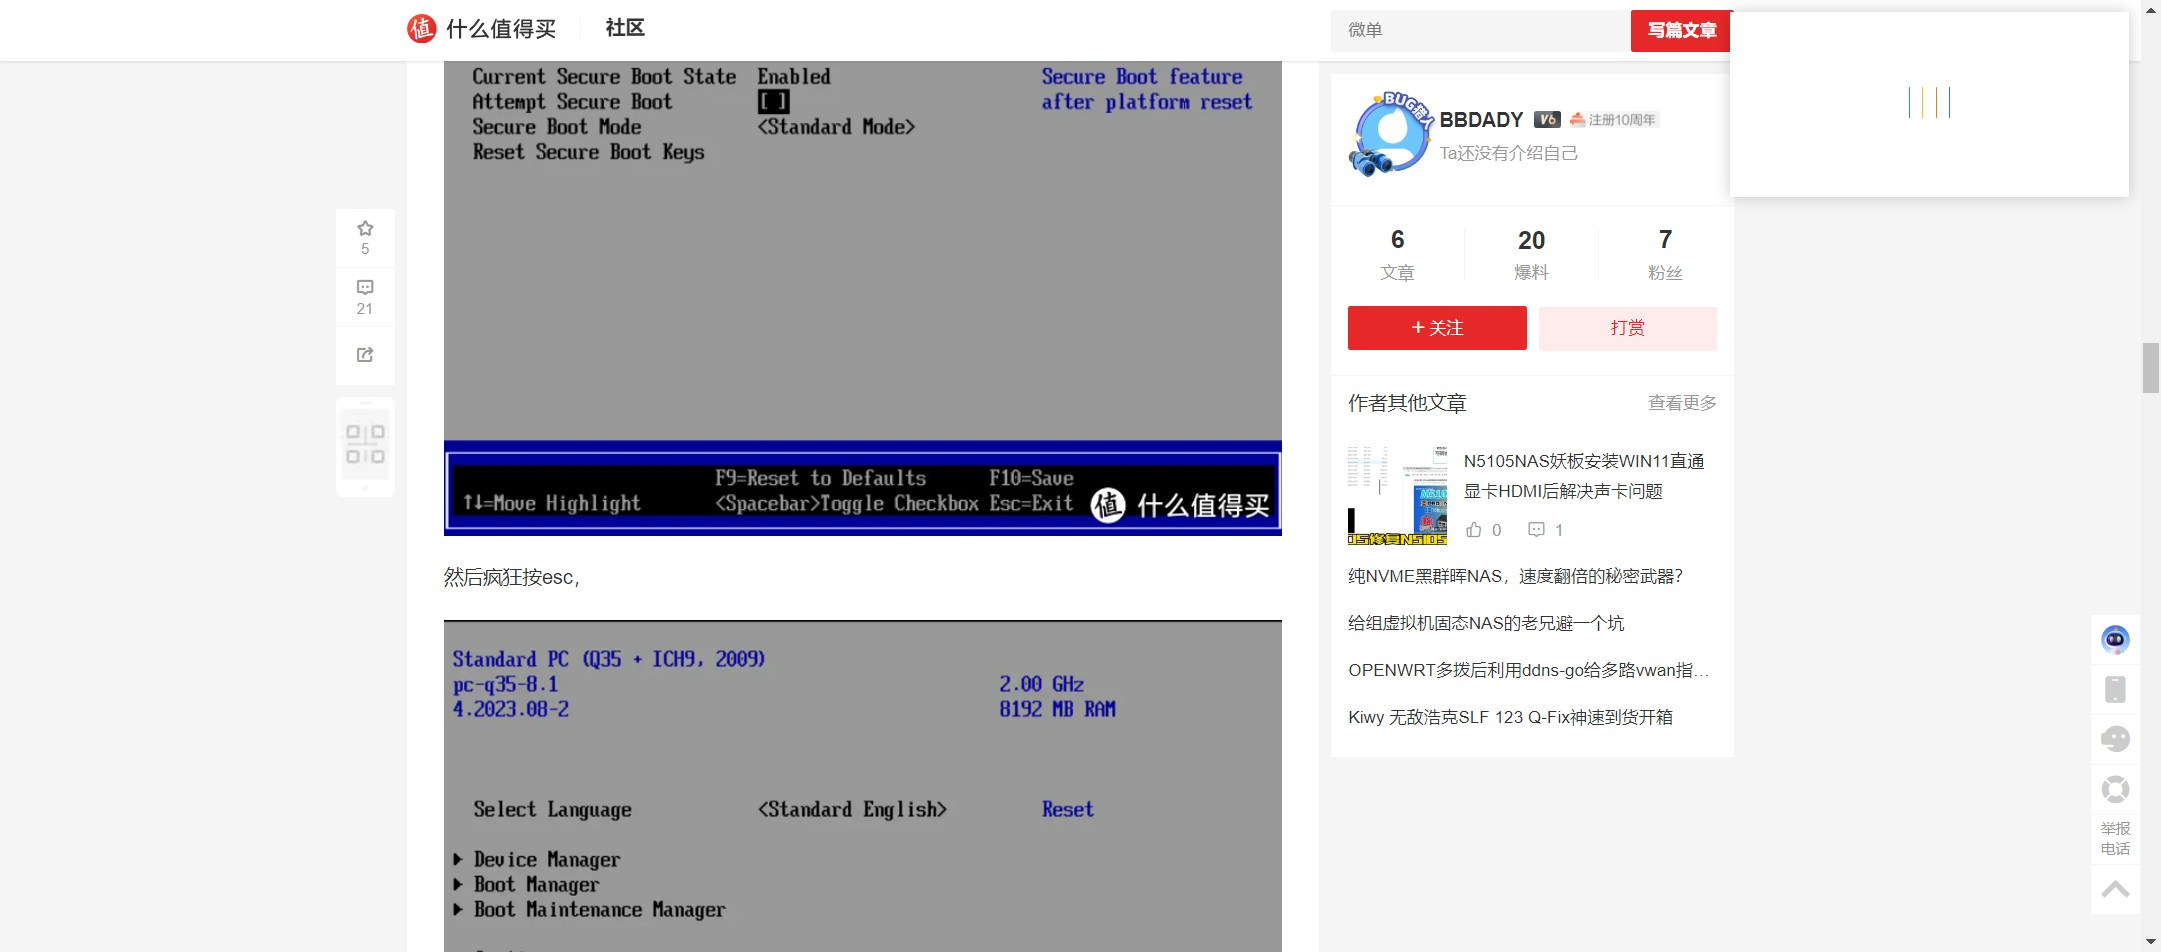 什么值得买
社区
微单
写篇文章
Current Secure Boot State Enabled
Attempt Secure Boot [ ]
Secure Boot Mode <Standard Mode>
Reset Secure Boot Keys
Secure Boot feature
after platform reset
F9=Reset to Defaults F10=Save
↑↓=Move Highlight <Spacebar>Toggle Checkbox Esc=Exit
值 什么值得买
5
21
然后疯狂按esc，
Standard PC (Q35 + ICH9, 2009)
pc-q35-8.1 2.00 GHz
4.2023.08-2 8192 MB RAM
Select Language <Standard English> Reset
Device Manager
Boot Manager
Boot Maintenance Manager
BUG猎人
BBDADY V6 注册10周年
Ta还没有介绍自己
6 20 7
文章 爆料 粉丝
+ 关注 打赏
作者其他文章 查看更多
N5105NAS妖板安装WIN11直通
显卡HDMI后解决声卡问题
0 1
纯NVME黑群晖NAS，速度翻倍的秘密武器？
给组虚拟机固态NAS的老兄避一个坑
OPENWRT多拨后利用ddns-go给多路vwan指…
Kiwy 无敌浩克SLF 123 Q-Fix神速到货开箱
举报
电话